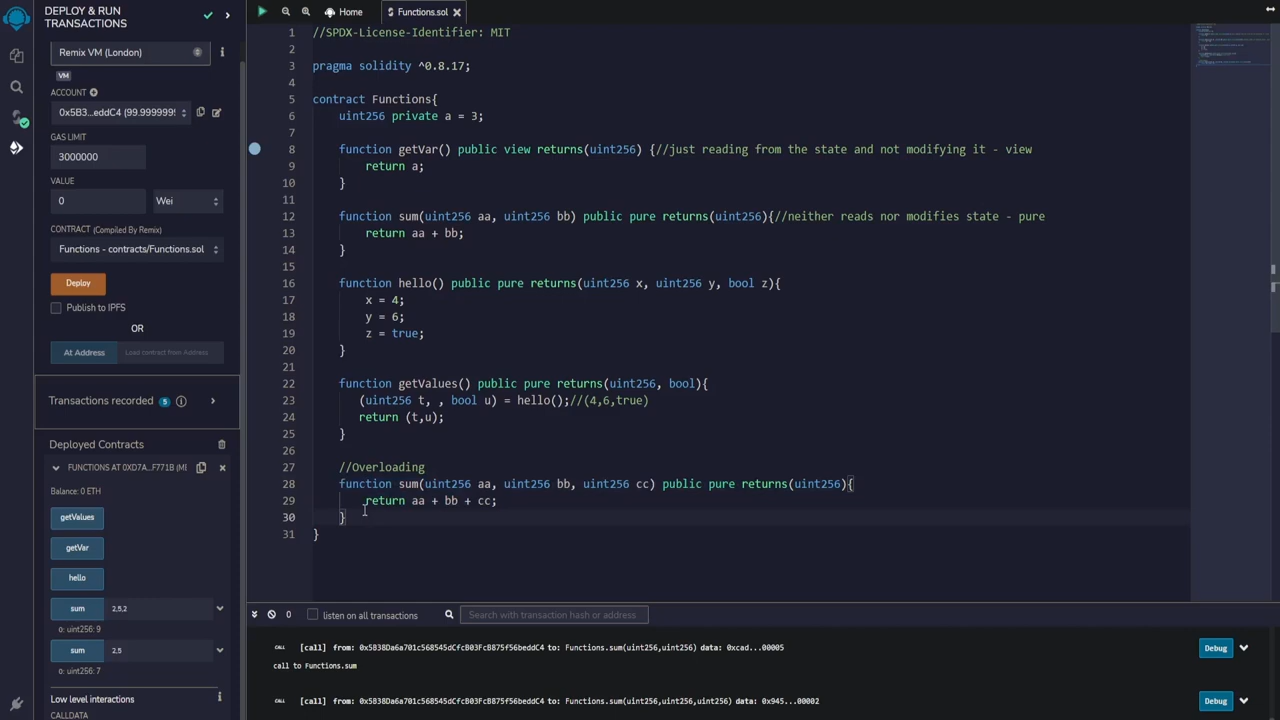 DEPLOY & RUN
TRANSACTIONS
Remix VM (London)
VM
ACCOUNT
0x5B3...eddC4 (99.9999999
GAS LIMIT
3000000
VALUE
0 Wei
CONTRACT (Compiled By Remix)
Functions - contracts/Functions.sol
Deploy
Publish to IPFS
OR
At Address Load contract from Address
Transactions recorded 5
Deployed Contracts
FUNCTIONS AT 0XD7A...F771B (ME
Balance: 0 ETH
getValues
getVar
hello
sum 2,5,2
0: uint256: 9
sum 2,5
0: uint256: 7
Low level interactions
CALLDATA
Home Functions.sol
1 //SPDX-License-Identifier: MIT
2
3 pragma solidity ^0.8.17;
4
5 contract Functions{
6 uint256 private a = 3;
7
8 function getVar() public view returns(uint256) {//just reading from the state and not modifying it - view
9 return a;
10 }
11
12 function sum(uint256 aa, uint256 bb) public pure returns(uint256){//neither reads nor modifies state - pure
13 return aa + bb;
14 }
15
16 function hello() public pure returns(uint256 x, uint256 y, bool z){
17 x = 4;
18 y = 6;
19 z = true;
20 }
21
22 function getValues() public pure returns(uint256, bool){
23 (uint256 t, , bool u) = hello();//(4,6,true)
24 return (t,u);
25 }
26
27 //Overloading
28 function sum(uint256 aa, uint256 bb, uint256 cc) public pure returns(uint256){
29 return aa + bb + cc;
30 }
31 }
0 listen on all transactions Search with transaction hash or address
CALL [call] from: 0x5B38Da6a701c568545dCfcB03FcB875f56beddC4 to: Functions.sum(uint256,uint256) data: 0xcad...00005 Debug
call to Functions.sum
CALL [call] from: 0x5B38Da6a701c568545dCfcB03FcB875f56beddC4 to: Functions.sum(uint256,uint256,uint256) data: 0x945...00002 Debug